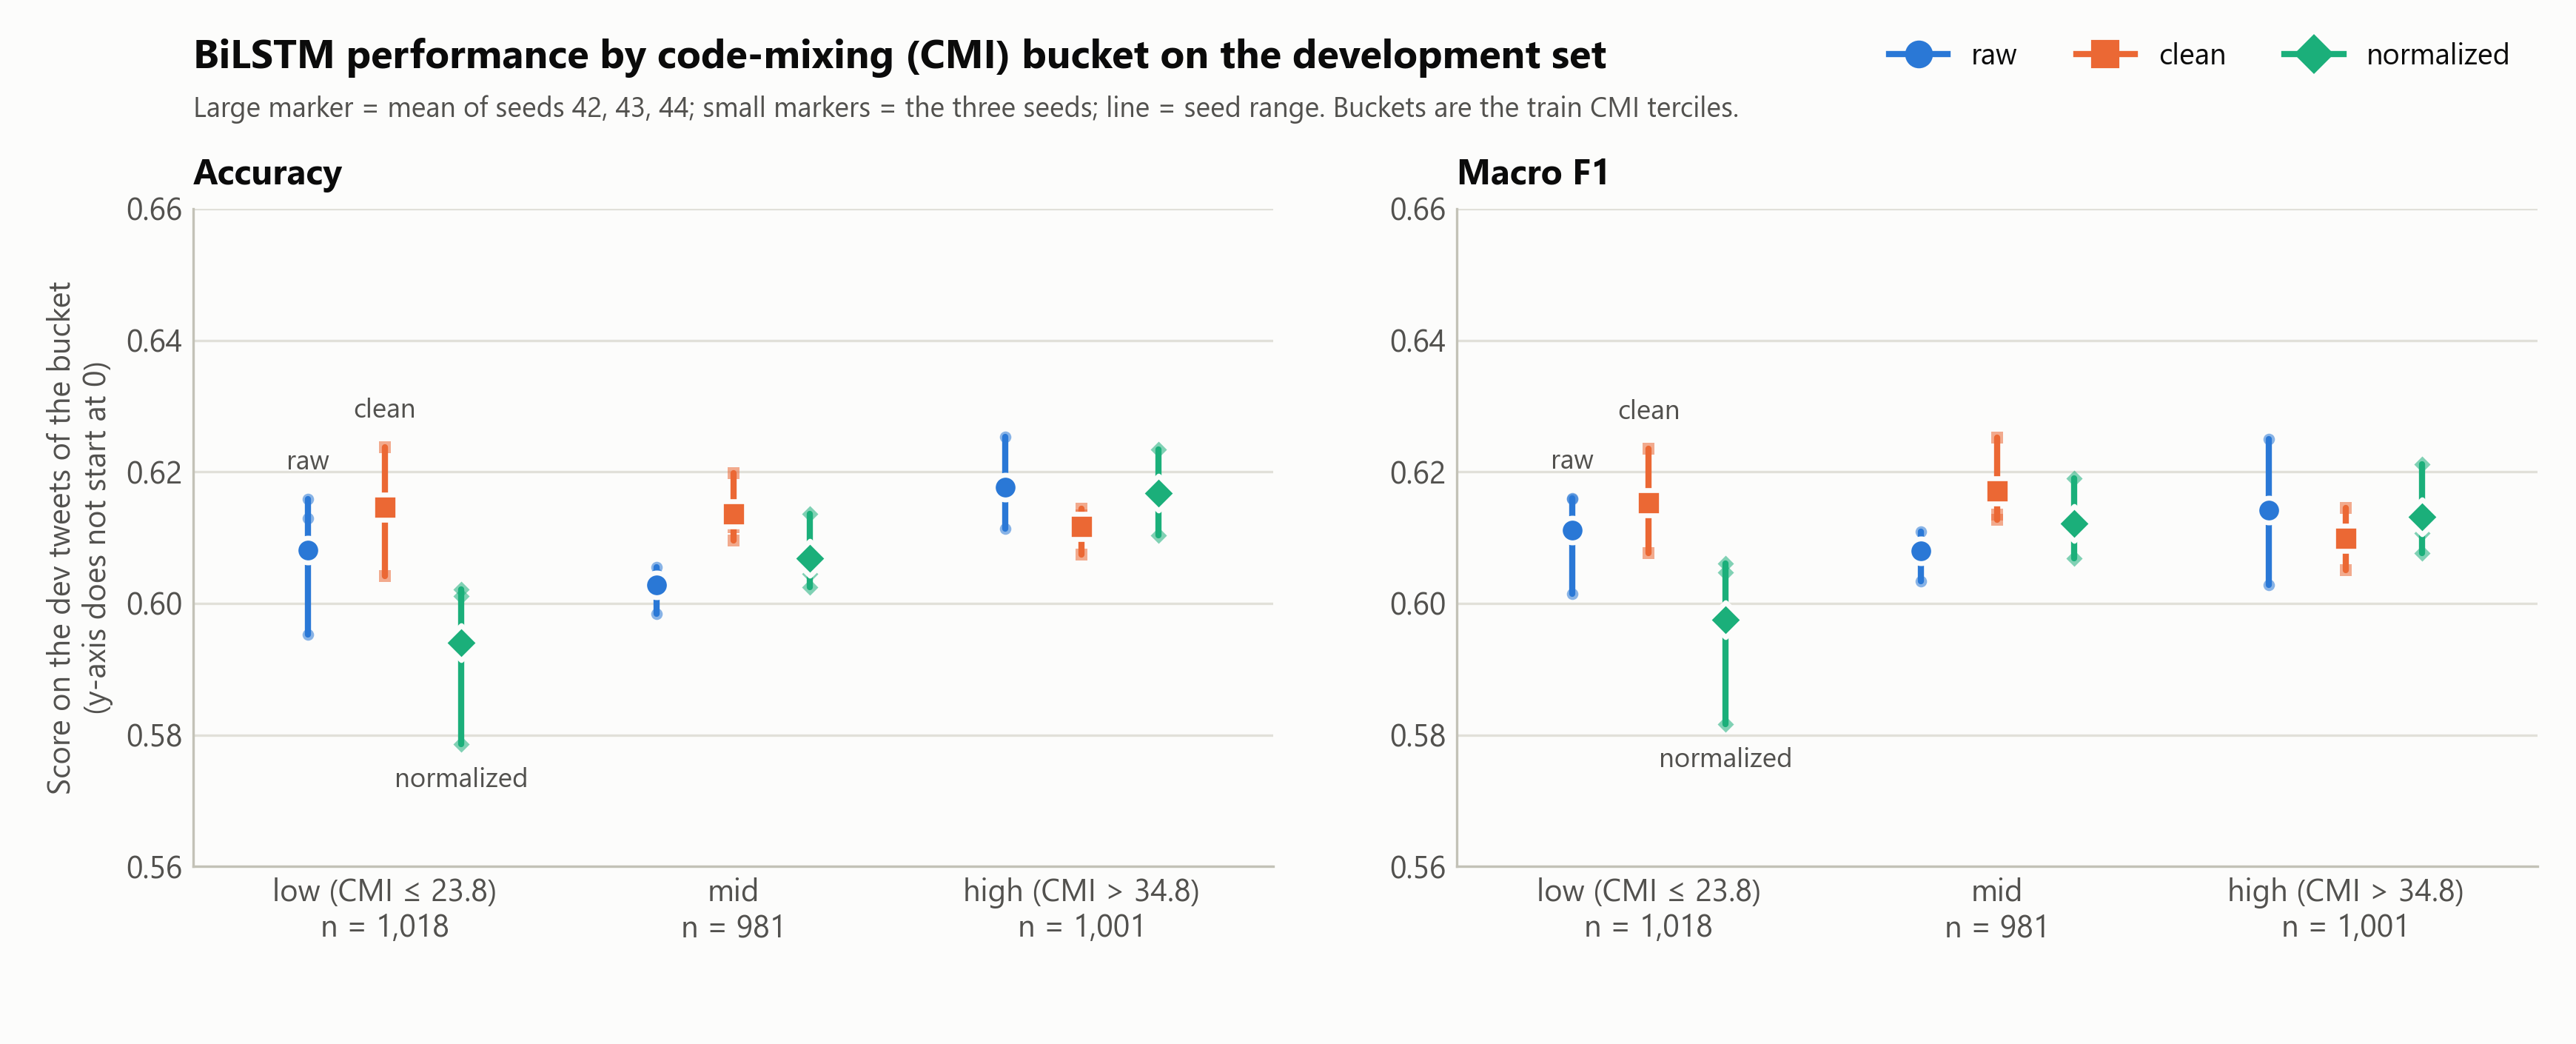 BiLSTM performance by code-mixing (CMI) bucket on the development set
raw
clean
normalized
Large marker = mean of seeds 42, 43, 44; small markers = the three seeds; line = seed range. Buckets are the train CMI terciles.
Accuracy
Score on the dev tweets of the bucket
(y-axis does not start at 0)
0.66
0.64
0.62
0.60
0.58
0.56
raw
clean
normalized
low (CMI ≤ 23.8)
n = 1,018
mid
n = 981
high (CMI > 34.8)
n = 1,001
Macro F1
0.66
0.64
0.62
0.60
0.58
0.56
raw
clean
normalized
low (CMI ≤ 23.8)
n = 1,018
mid
n = 981
high (CMI > 34.8)
n = 1,001